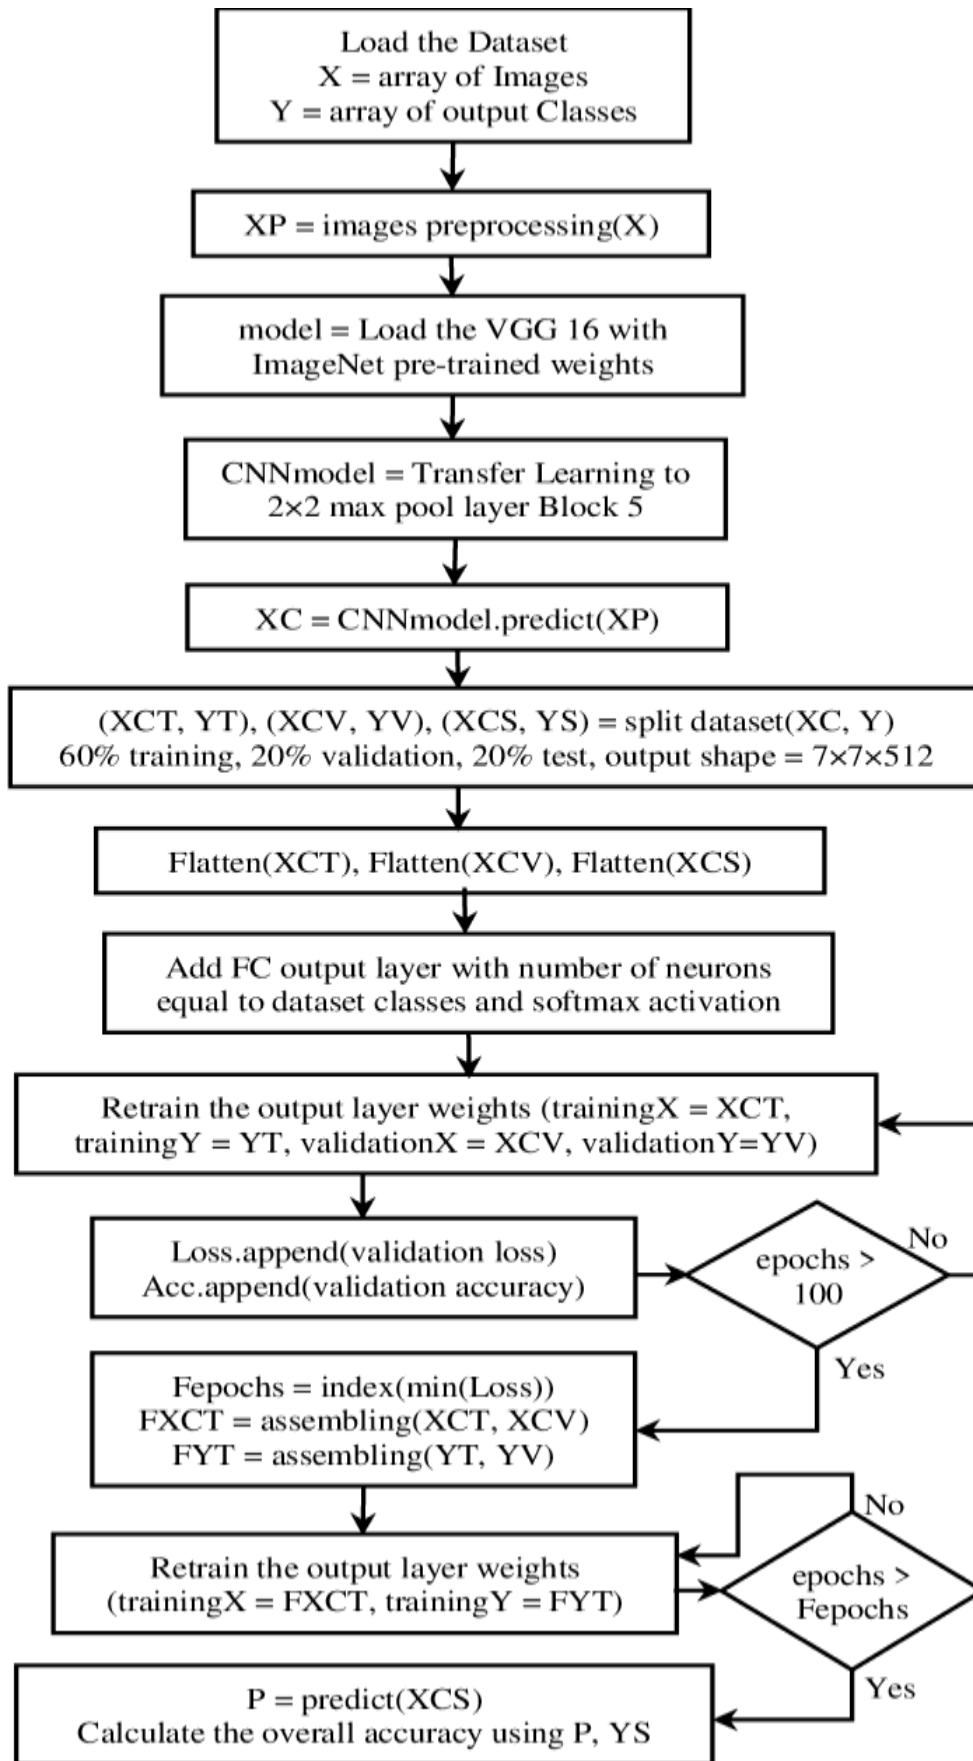 Load the Dataset
X = array of Images
Y = array of output Classes
XP = images preprocessing(X)
model = Load the VGG 16 with
ImageNet pre-trained weights
CNNmodel = Transfer Learning to
2×2 max pool layer Block 5
XC = CNNmodel.predict(XP)
(XCT, YT), (XCV, YV), (XCS, YS) = split dataset(XC, Y)
60% training, 20% validation, 20% test, output shape = 7×7×512
Flatten(XCT), Flatten(XCV), Flatten(XCS)
Add FC output layer with number of neurons
equal to dataset classes and softmax activation
Retrain the output layer weights (trainingX = XCT,
trainingY = YT, validationX = XCV, validationY=YV)
Loss.append(validation loss)
Acc.append(validation accuracy)
epochs >
100
No
Yes
Fepochs = index(min(Loss))
FXCT = assembling(XCT, XCV)
FYT = assembling(YT, YV)
Retrain the output layer weights
(trainingX = FXCT, trainingY = FYT)
epochs >
Fepochs
No
Yes
P = predict(XCS)
Calculate the overall accuracy using P, YS